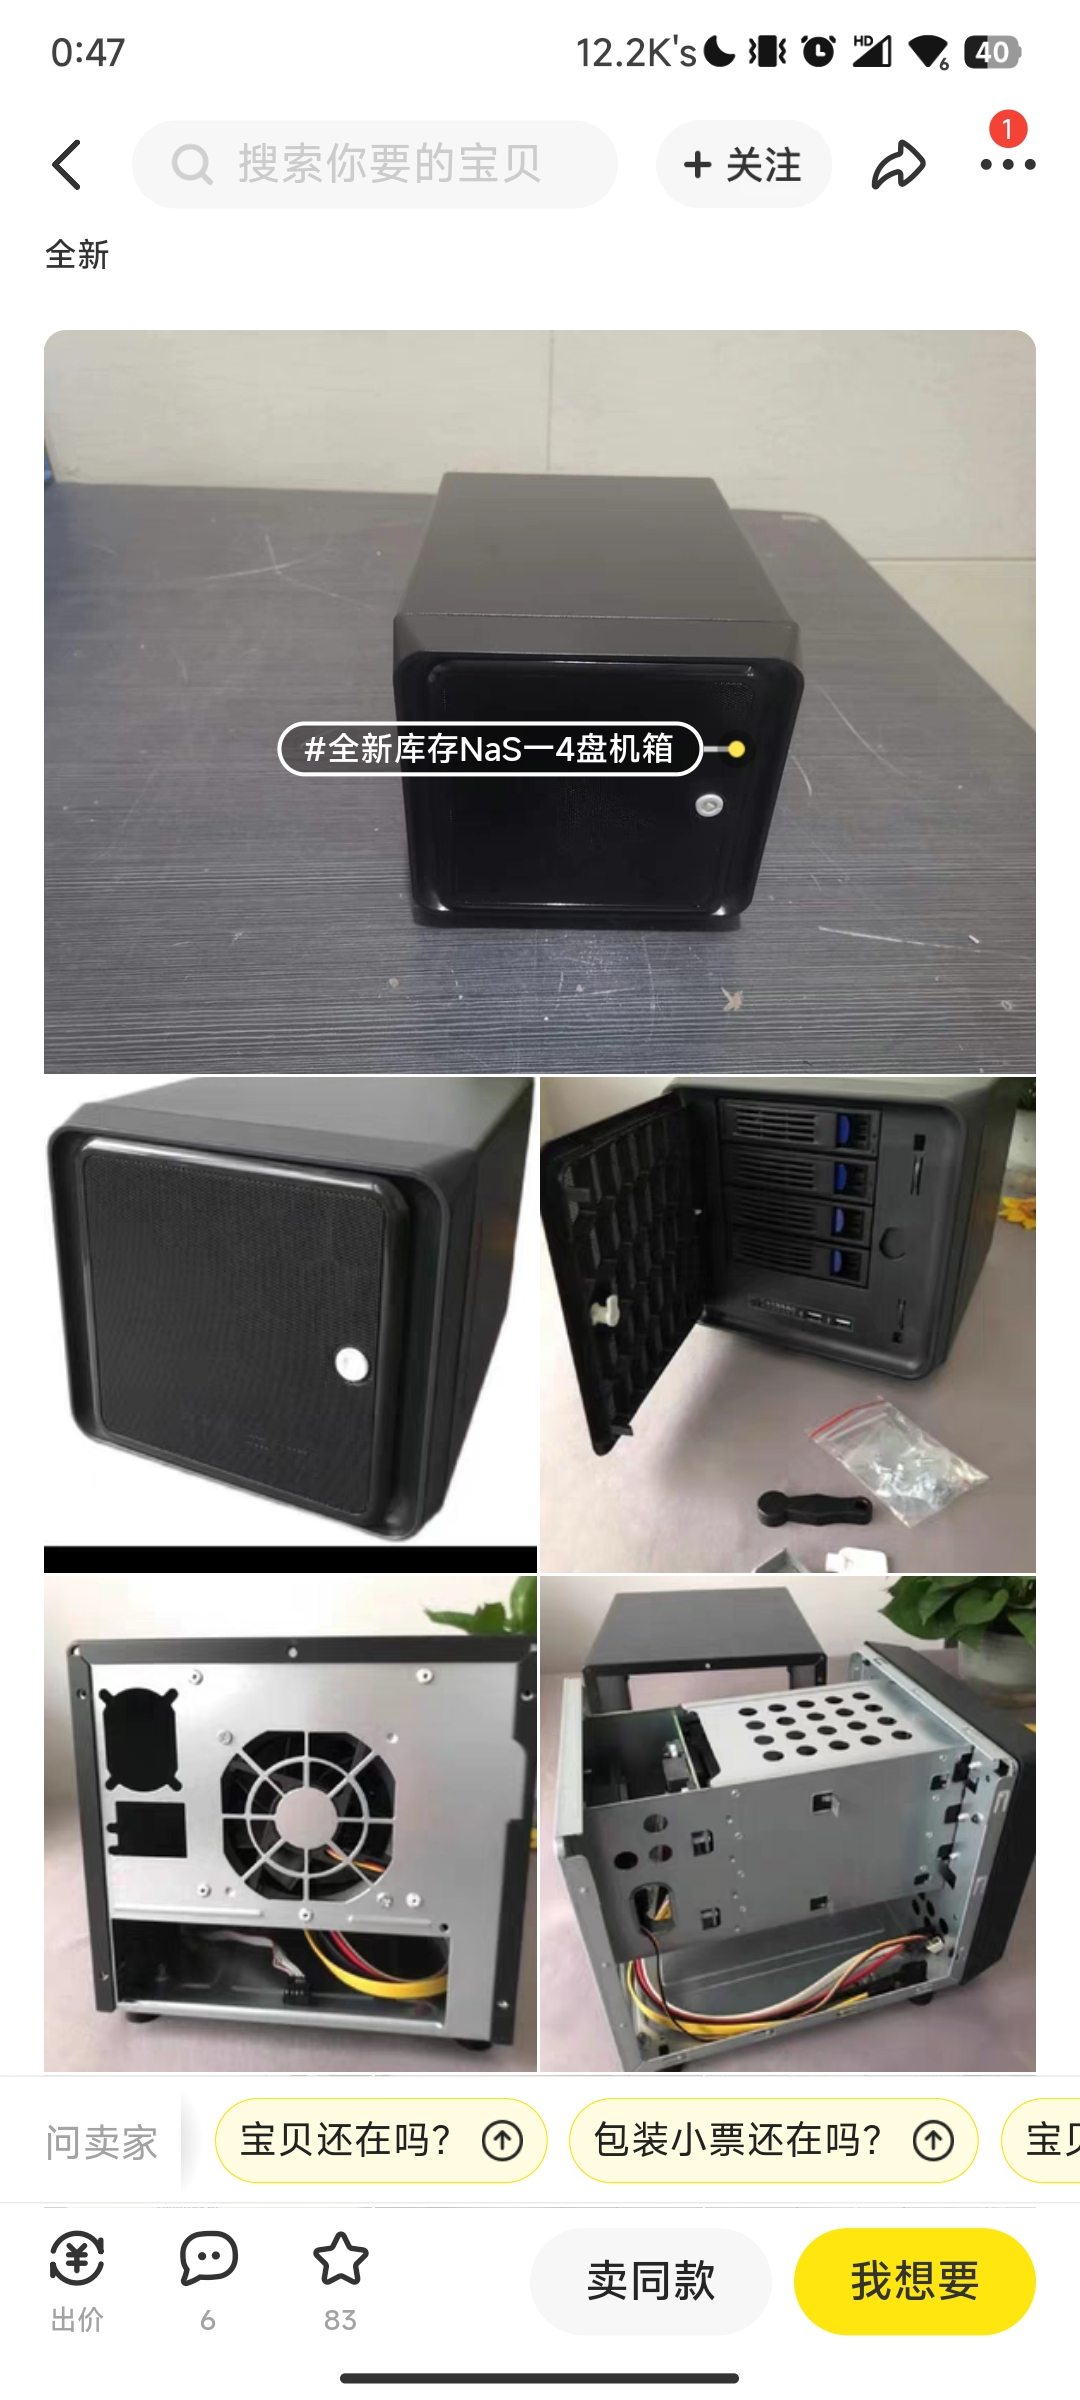 0:47
12.2K's
HD
6
40
搜索你要的宝贝
+ 关注
1
全新
#全新库存NaS一4盘机箱
问卖家
宝贝还在吗？
包装小票还在吗？
宝贝
出价
6
83
卖同款
我想要